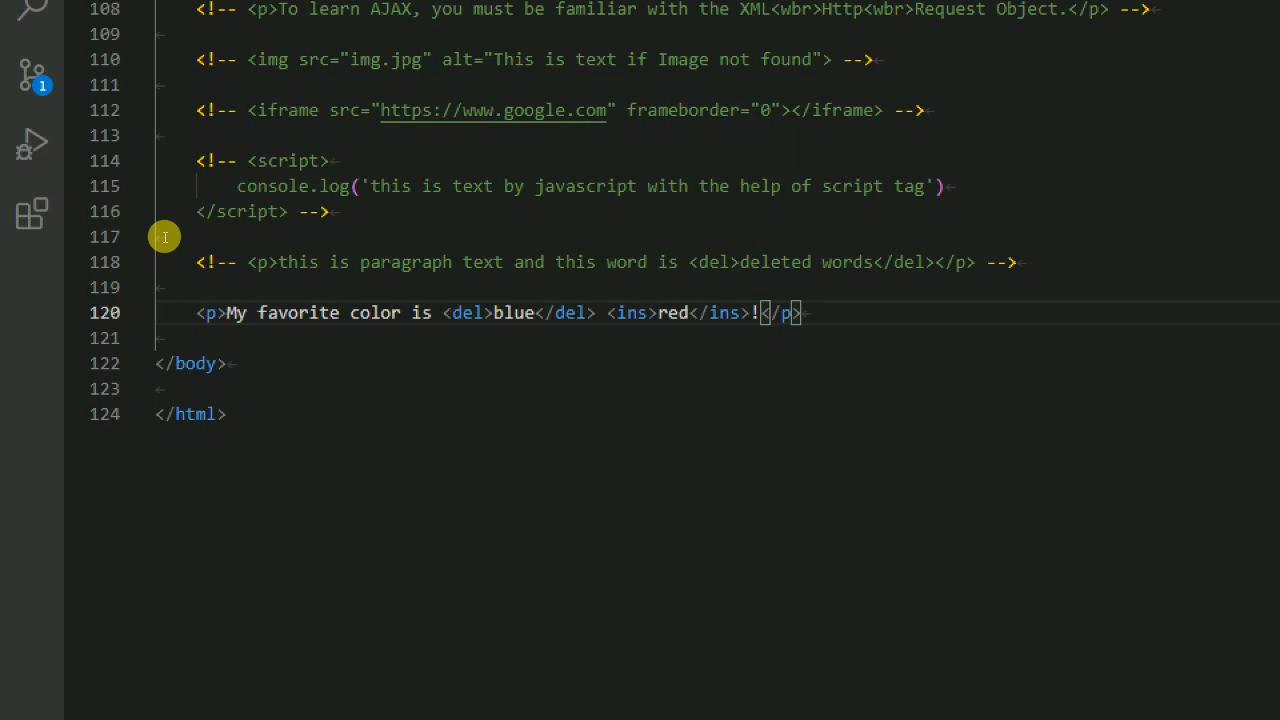 108 <!-- <p>To learn AJAX, you must be familiar with the XML<wbr>Http<wbr>Request Object.</p> -->
109
110 <!-- <img src="img.jpg" alt="This is text if Image not found"> -->
111
112 <!-- <iframe src="https://www.google.com" frameborder="0"></iframe> -->
113
114 <!-- <script>
115 console.log('this is text by javascript with the help of script tag')
116 </script> -->
117
118 <!-- <p>this is paragraph text and this word is <del>deleted words</del></p> -->
119
120 <p>My favorite color is <del>blue</del> <ins>red</ins>!</p>
121
122 </body>
123
124 </html>
1